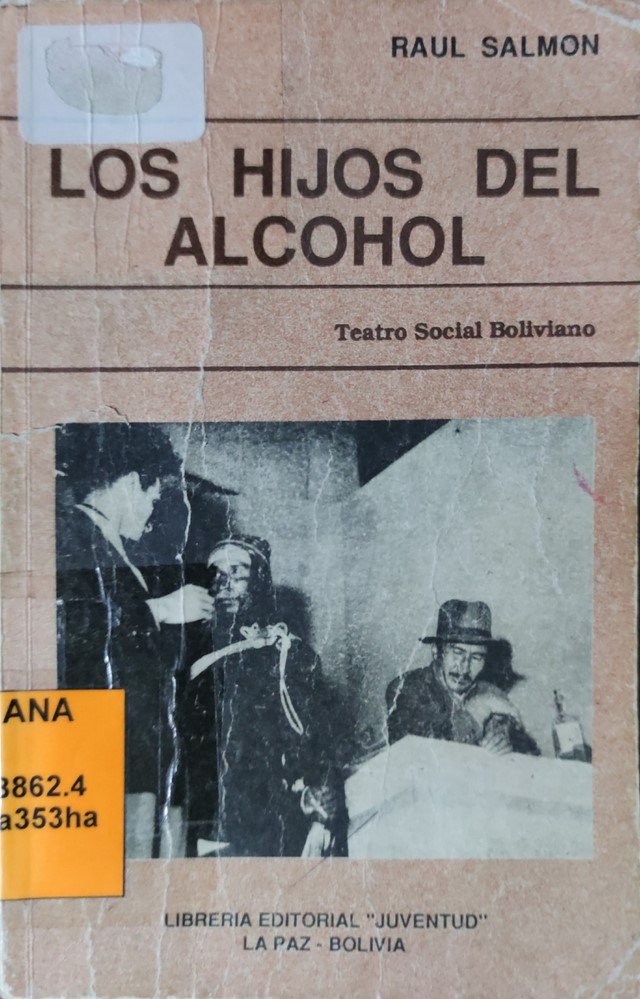 RAUL SALMON
LOS HIJOS DEL
ALCOHOL
Teatro Social Boliviano
ANA
3862.4
a353ha
LIBRERIA EDITORIAL "JUVENTUD"
LA PAZ - BOLIVIA